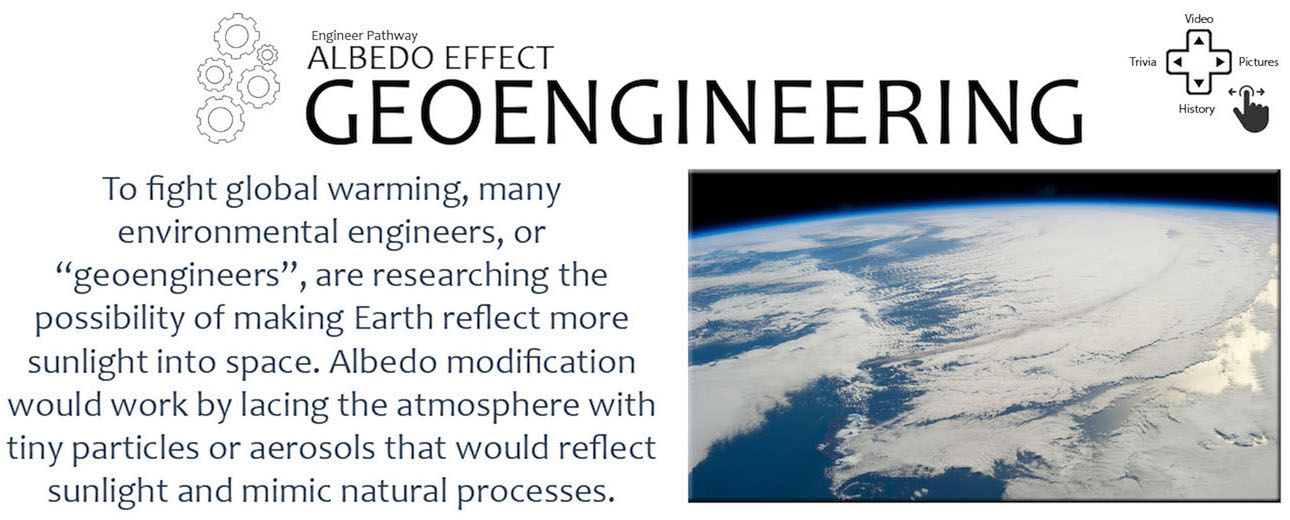 Engineer Pathway
ALBEDO EFFECT
GEOENGINEERING
Video
Trivia
Pictures
History
To fight global warming, many
environmental engineers, or
“geoengineers”, are researching the
possibility of making Earth reflect more
sunlight into space. Albedo modification
would work by lacing the atmosphere with
tiny particles or aerosols that would reflect
sunlight and mimic natural processes.